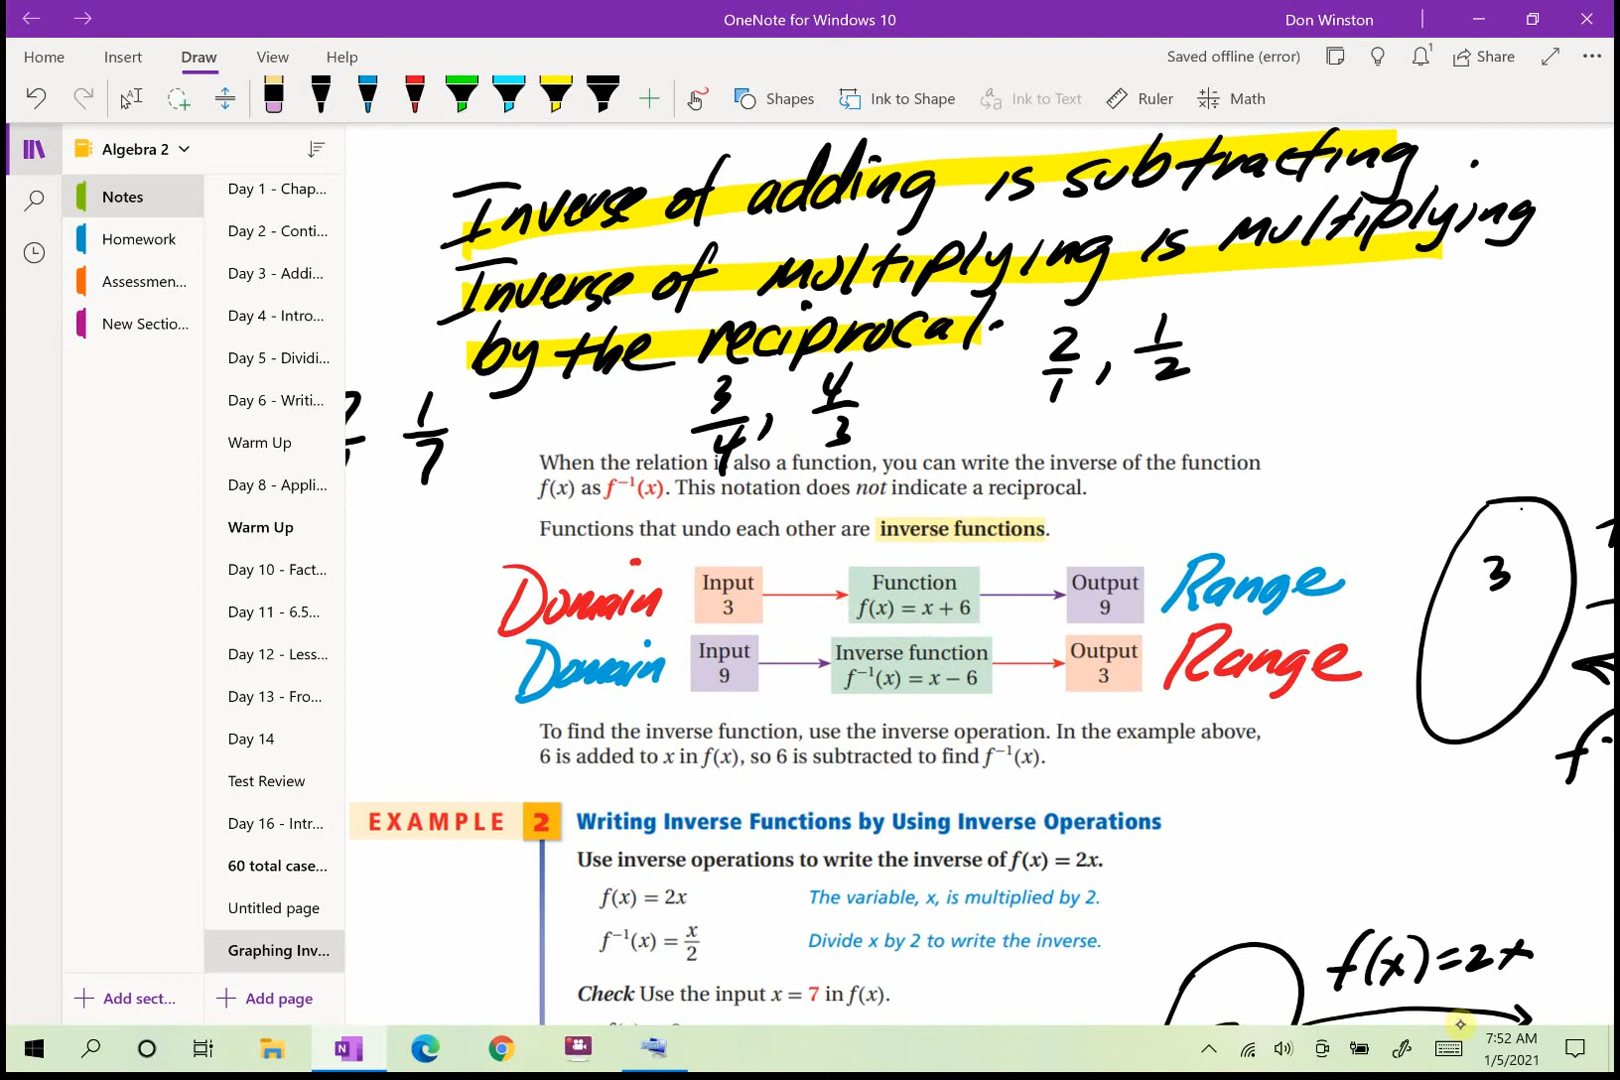 OneNote for Windows 10
Don Winston
Home Insert Draw View Help
Saved offline (error)
1
Share
Shapes Ink to Shape Ink to Text Ruler Math
Algebra 2
Notes
Homework
Assessmen...
New Sectio...
Add sect...
Day 1 - Chap...
Day 2 - Conti...
Day 3 - Addi...
Day 4 - Intro...
Day 5 - Dividi...
Day 6 - Writi...
Warm Up
Day 8 - Appli...
Warm Up
Day 10 - Fact...
Day 11 - 6.5...
Day 12 - Less...
Day 13 - Fro...
Day 14
Test Review
Day 16 - Intr...
60 total case...
Untitled page
Graphing Inv...
Add page
Inverse of adding is subtracting.
Inverse of multiplying is multiplying
by the reciprocal.
2/1, 1/2
1/7
3/4, 4/3
When the relation is also a function, you can write the inverse of the function
f(x) as f⁻¹(x). This notation does not indicate a reciprocal.
Functions that undo each other are inverse functions.
Domain Input 3 Function f(x) = x + 6 Output 9 Range
Domain Input 9 Inverse function f⁻¹(x) = x − 6 Output 3 Range
3
To find the inverse function, use the inverse operation. In the example above,
6 is added to x in f(x), so 6 is subtracted to find f⁻¹(x).
EXAMPLE 2 Writing Inverse Functions by Using Inverse Operations
Use inverse operations to write the inverse of f(x) = 2x.
f(x) = 2x The variable, x, is multiplied by 2.
f⁻¹(x) = x/2 Divide x by 2 to write the inverse.
f(x)=2x
Check Use the input x = 7 in f(x).
7:52 AM
1/5/2021